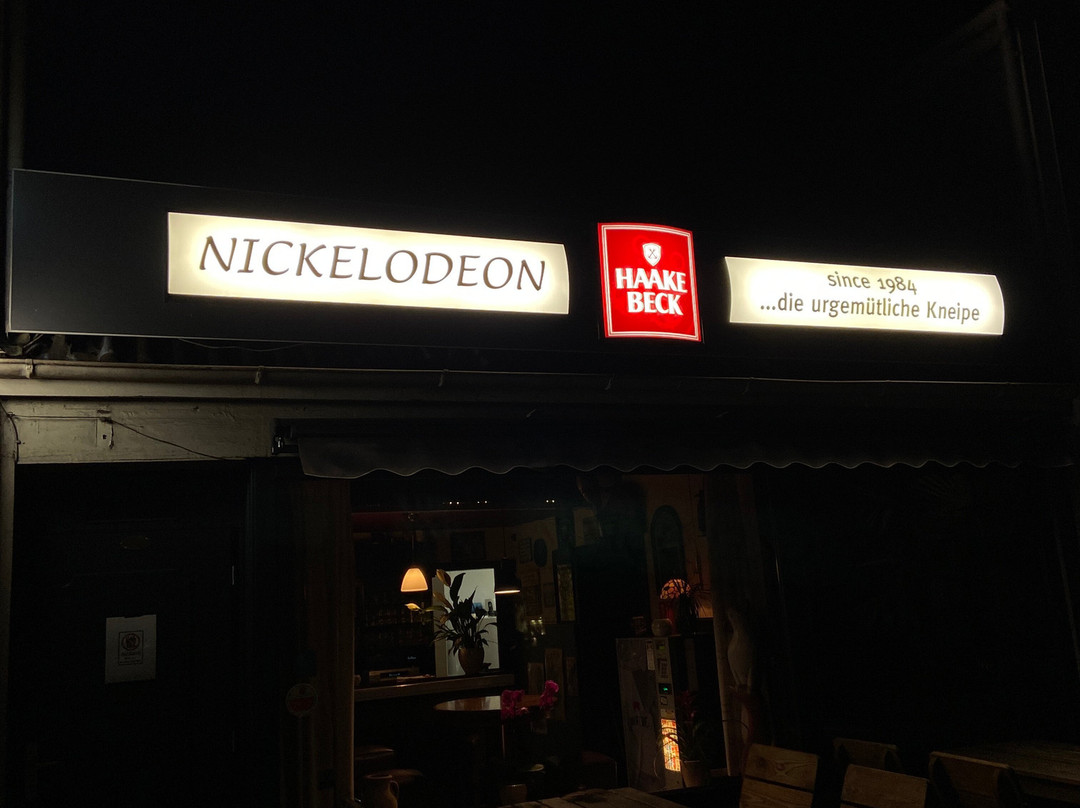 NICKELODEON
HAAKE
BECK
since 1984
...die urgemütliche Kneipe